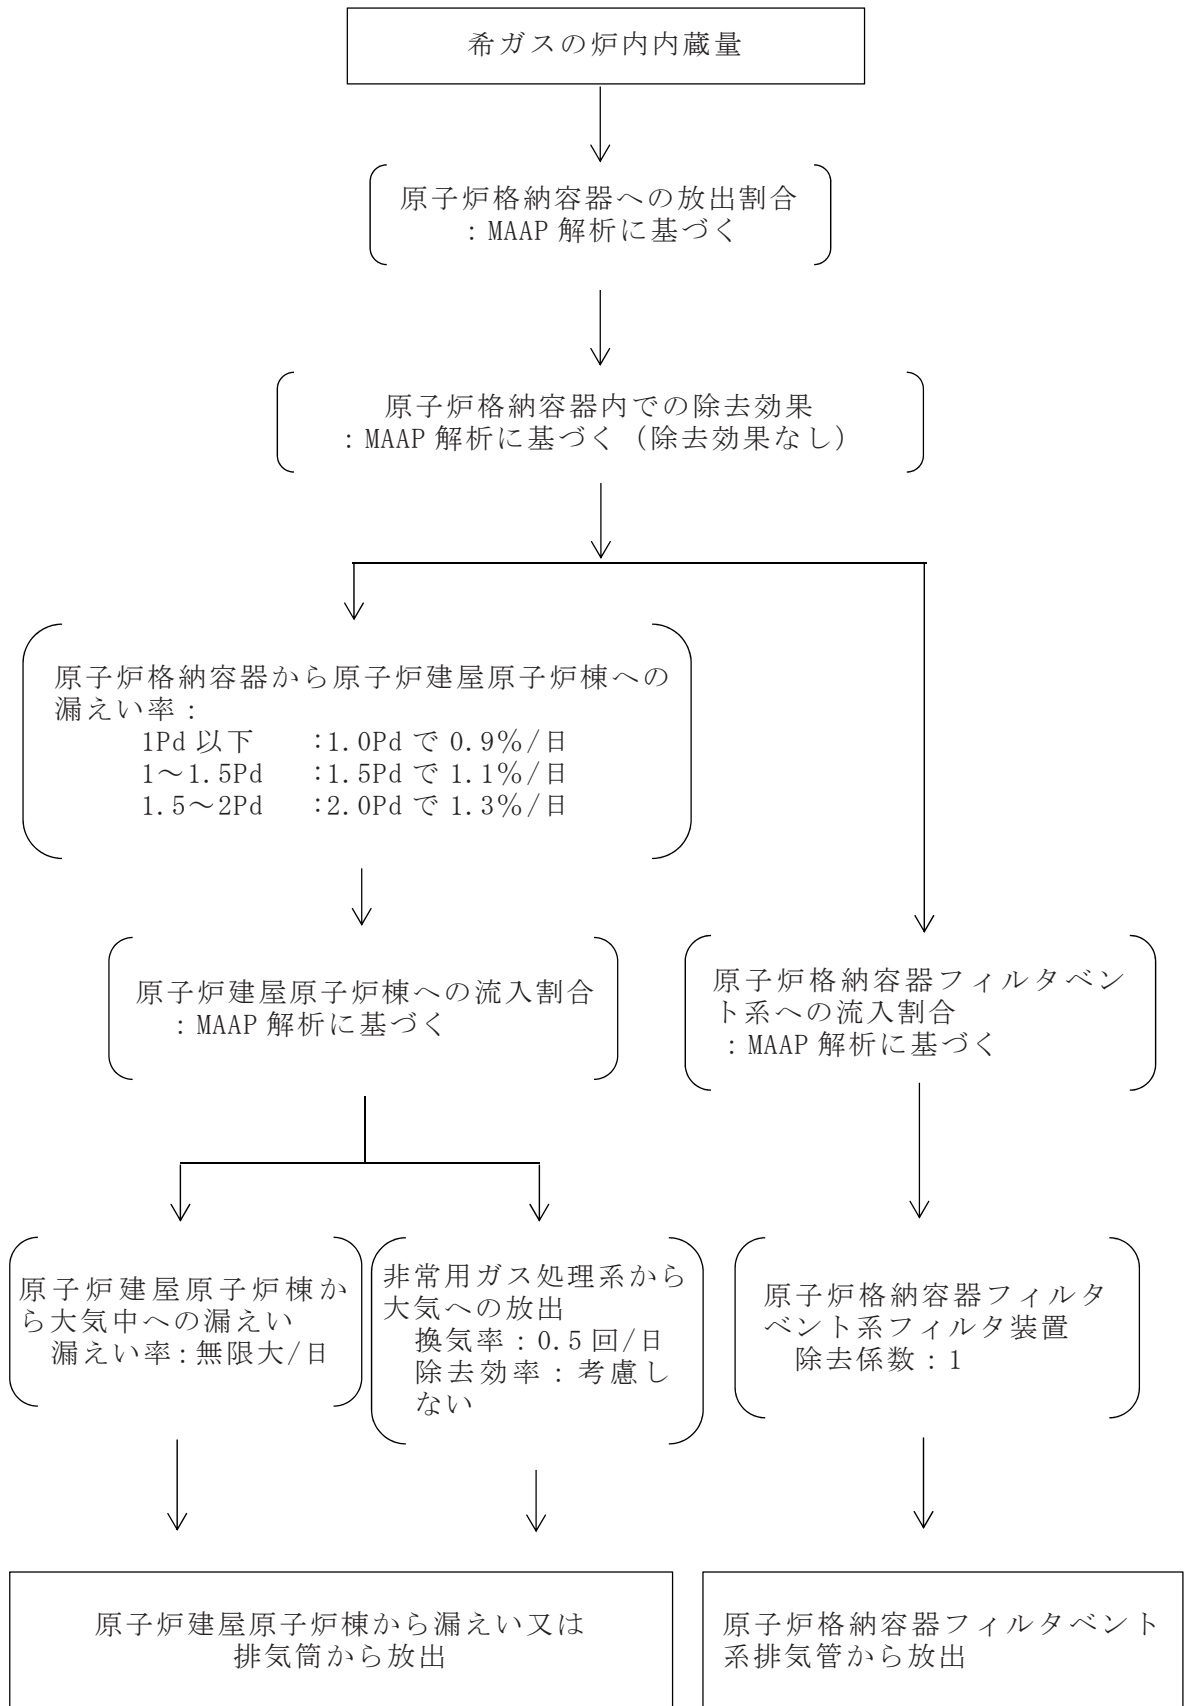 希ガスの炉内内蔵量
原子炉格納容器への放出割合
：MAAP 解析に基づく
原子炉格納容器内での除去効果
：MAAP 解析に基づく（除去効果なし）
原子炉格納容器から原子炉建屋原子炉棟への
漏えい率：
1Pd 以下 :1.0Pd で 0.9%/日
1～1.5Pd :1.5Pd で 1.1%/日
1.5～2Pd :2.0Pd で 1.3%/日
原子炉建屋原子炉棟への流入割合
：MAAP 解析に基づく
原子炉格納容器フィルタベン
ト系への流入割合
：MAAP 解析に基づく
原子炉建屋原子炉棟か
ら大気中への漏えい
漏えい率：無限大/日
非常用ガス処理系から
大気への放出
換気率：0.5 回/日
除去効率：考慮し
ない
原子炉格納容器フィルタ
ベント系フィルタ装置
除去係数：1
原子炉建屋原子炉棟から漏えい又は
排気筒から放出
原子炉格納容器フィルタベント
系排気管から放出